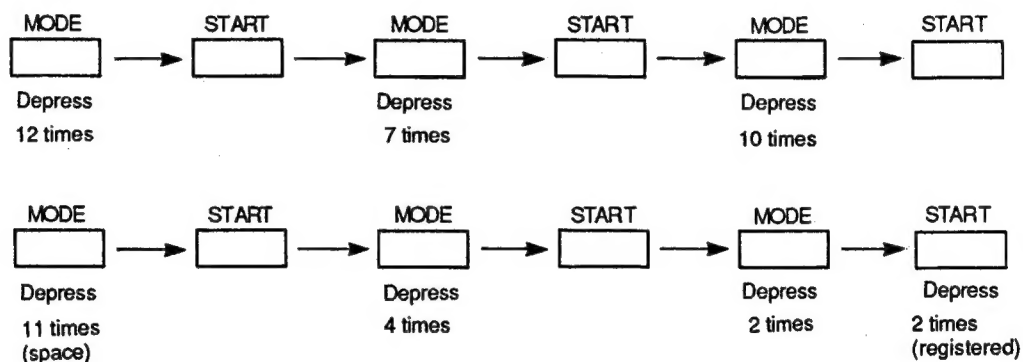 MODE START MODE START MODE START
Depress Depress Depress
12 times 7 times 10 times
MODE START MODE START MODE START
Depress Depress Depress Depress
11 times 4 times 2 times 2 times
(space) (registered)